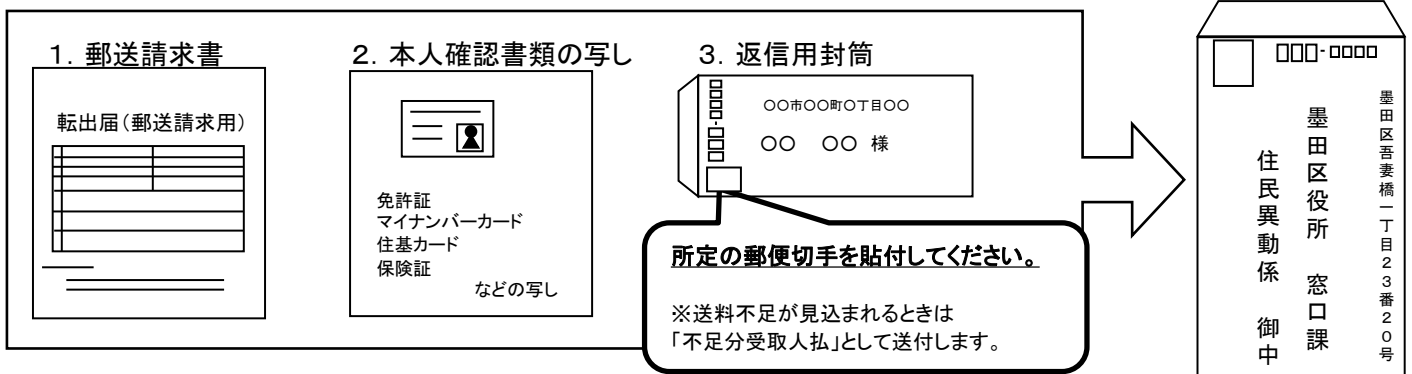 1．郵送請求書
転出届（郵送請求用）
2．本人確認書類の写し
免許証
マイナンバーカード
住基カード
保険証
などの写し
3．返信用封筒
○○市○○町○丁目○○
○○　○○ 様
所定の郵便切手を貼付してください。
※送料不足が見込まれるときは
「不足分受取人払」として送付します。
□□□-□□□□
墨田区吾妻橋一丁目２３番２０号
墨田区役所　窓口課
住民異動係　御中